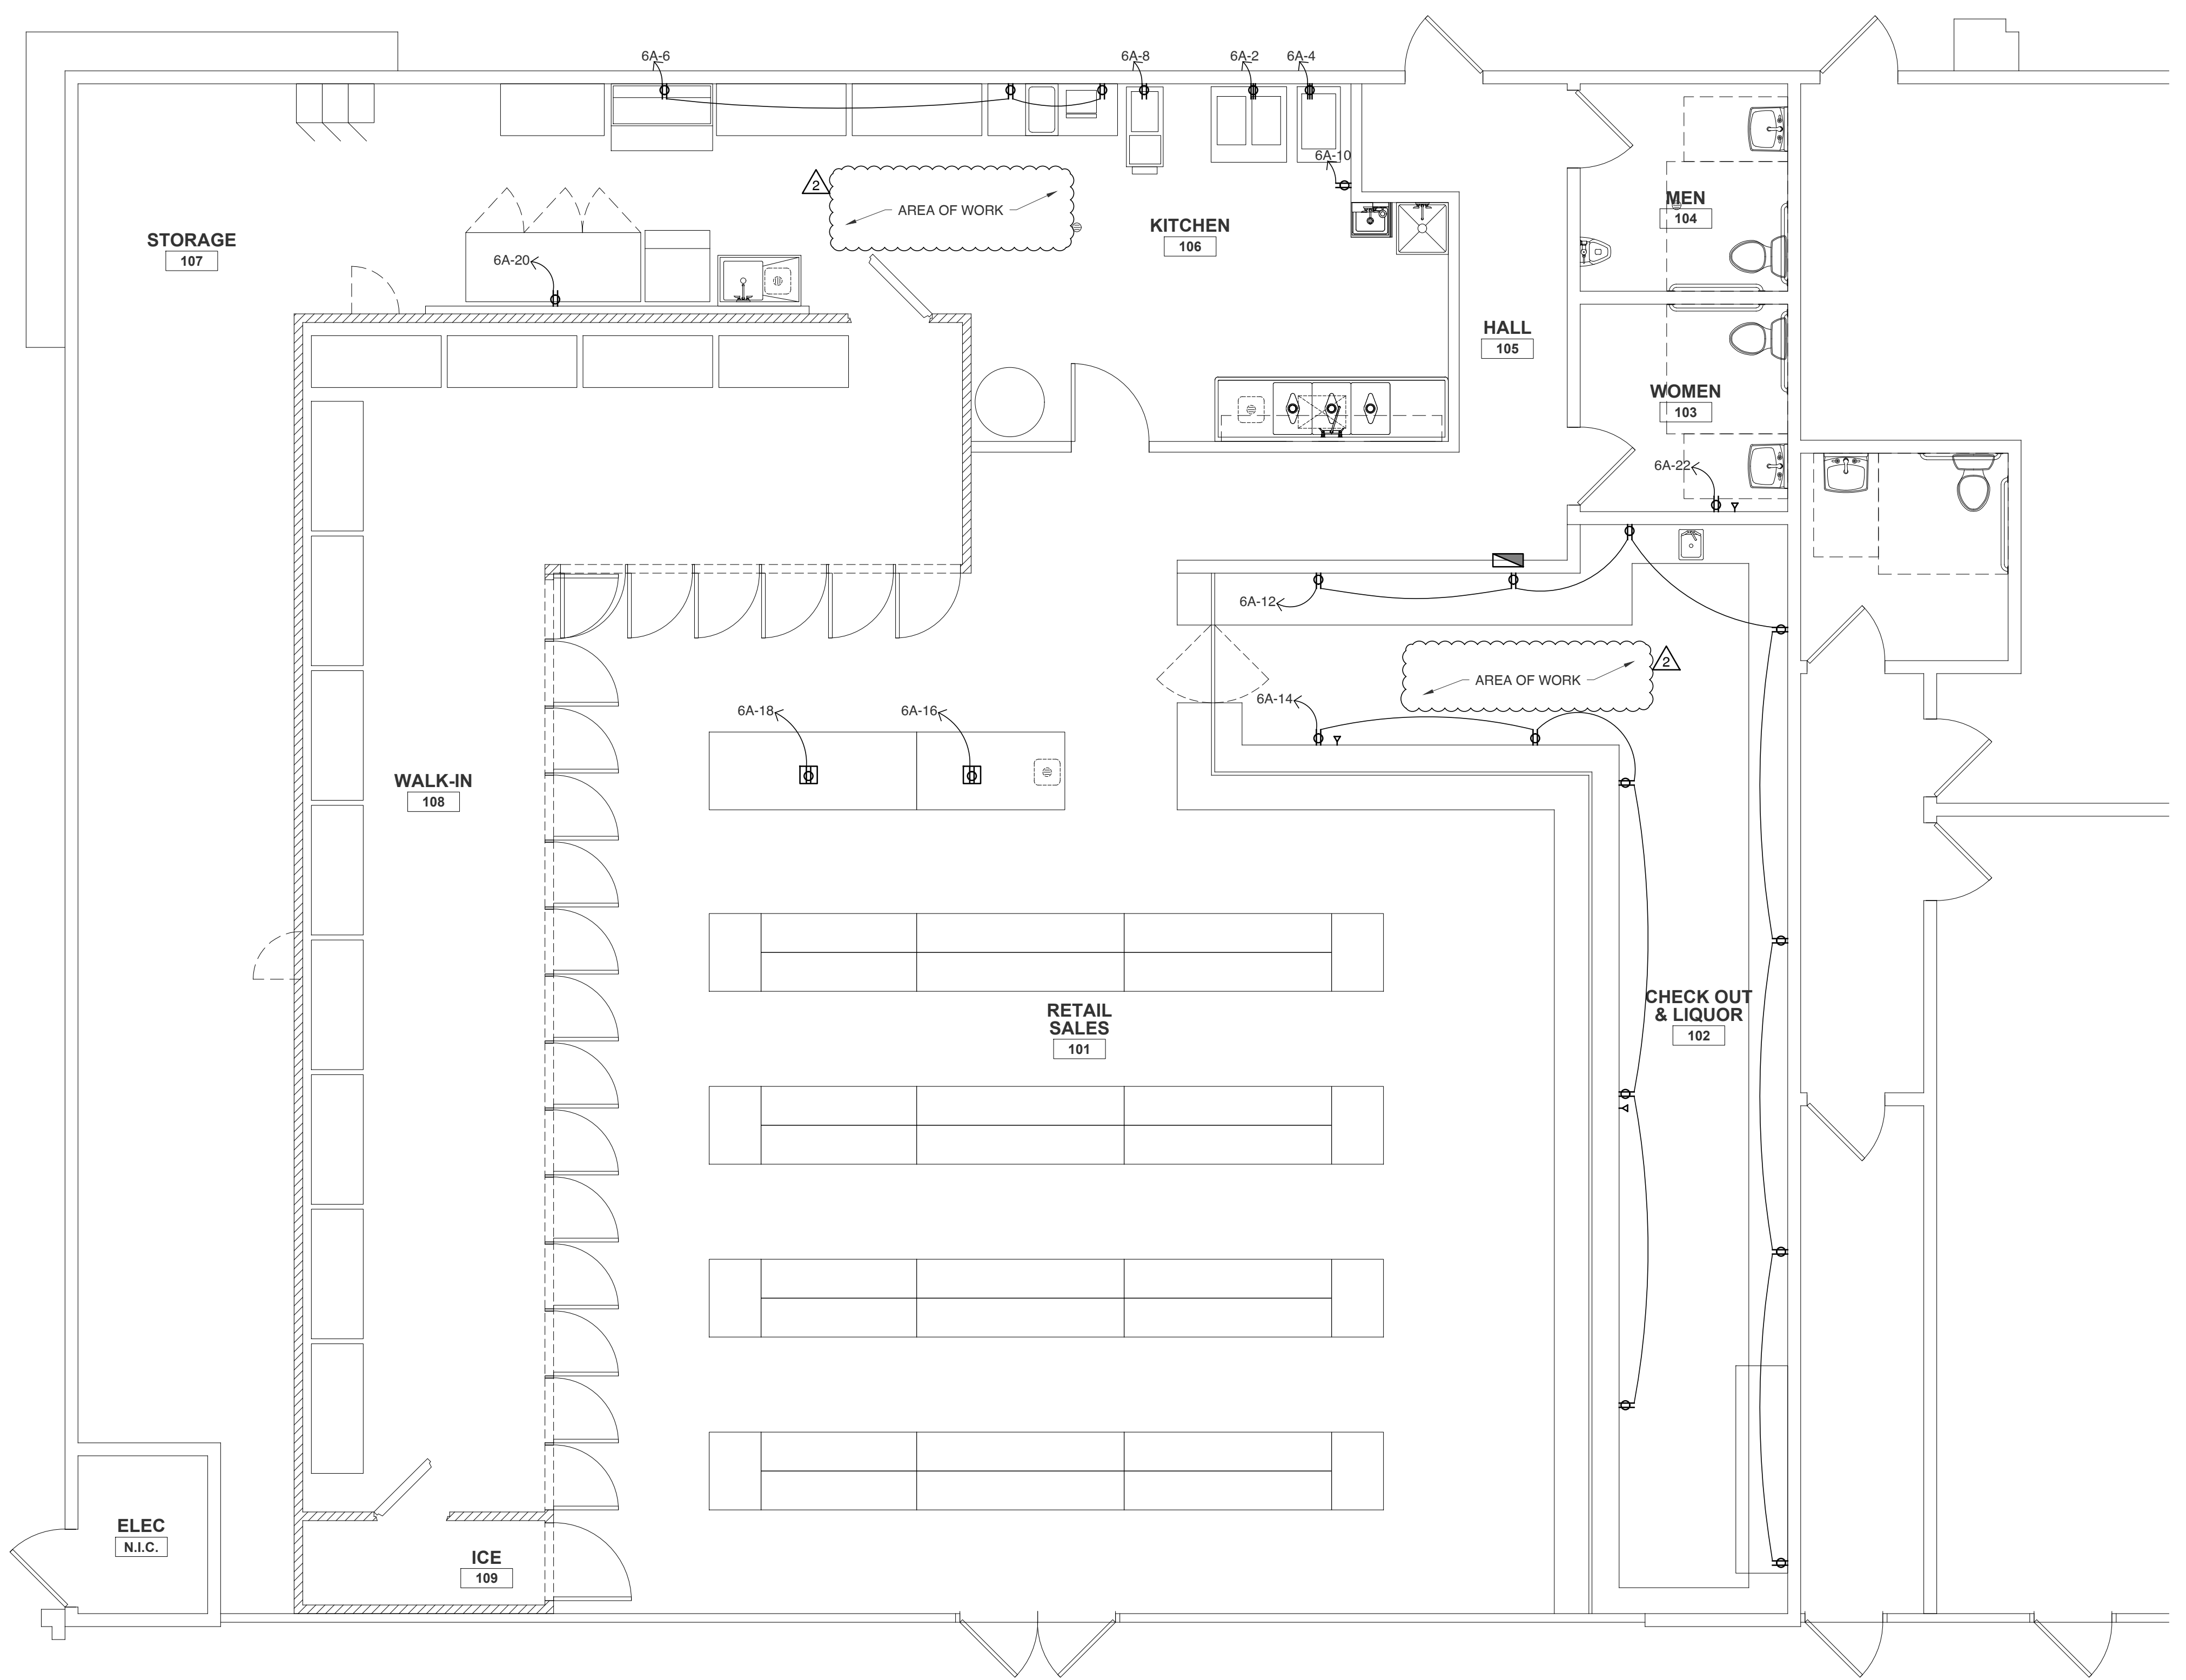 6A-6
6A-8
6A-2
6A-4
6A-10
2
AREA OF WORK
MEN
104
KITCHEN
106
STORAGE
107
6A-20
HALL
105
WOMEN
103
6A-22
6A-12
2
AREA OF WORK
6A-14
6A-18
6A-16
WALK-IN
108
RETAIL
SALES
101
CHECK OUT
& LIQUOR
102
ELEC
N.I.C.
ICE
109